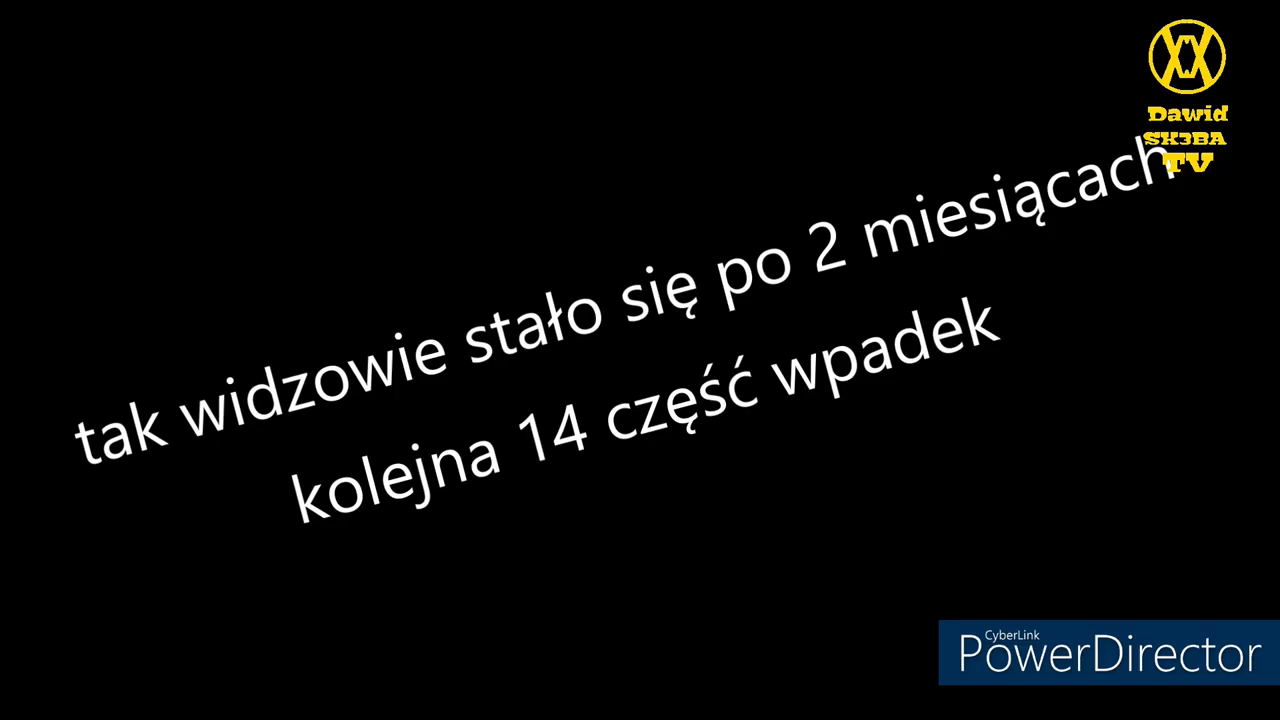 Dawid
SK3BA
TV
tak widzowie stało się po 2 miesiącach
kolejna 14 część wpadek
CyberLink
PowerDirector